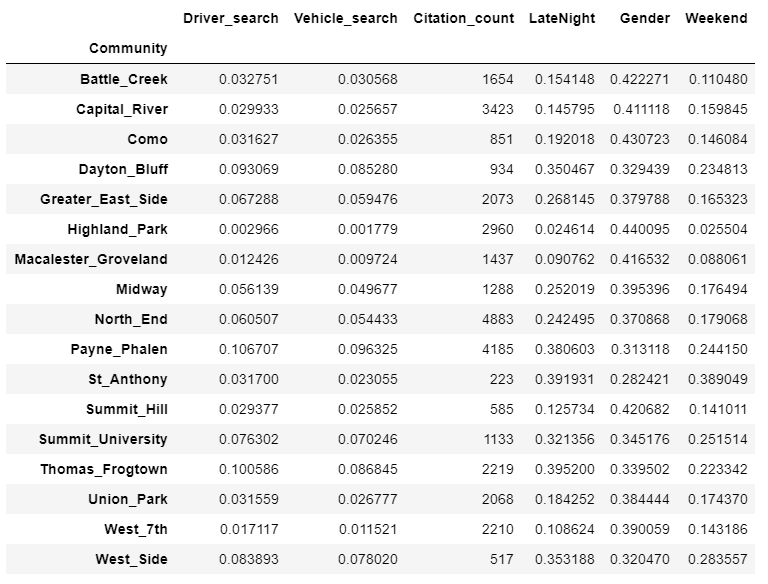 Driver_search Vehicle_search Citation_count LateNight Gender Weekend
Community
Battle_Creek 0.032751 0.030568 1654 0.154148 0.422271 0.110480
Capital_River 0.029933 0.025657 3423 0.145795 0.411118 0.159845
Como 0.031627 0.026355 851 0.192018 0.430723 0.146084
Dayton_Bluff 0.093069 0.085280 934 0.350467 0.329439 0.234813
Greater_East_Side 0.067288 0.059476 2073 0.268145 0.379788 0.165323
Highland_Park 0.002966 0.001779 2960 0.024614 0.440095 0.025504
Macalester_Groveland 0.012426 0.009724 1437 0.090762 0.416532 0.088061
Midway 0.056139 0.049677 1288 0.252019 0.395396 0.176494
North_End 0.060507 0.054433 4883 0.242495 0.370868 0.179068
Payne_Phalen 0.106707 0.096325 4185 0.380603 0.313118 0.244150
St_Anthony 0.031700 0.023055 223 0.391931 0.282421 0.389049
Summit_Hill 0.029377 0.025852 585 0.125734 0.420682 0.141011
Summit_University 0.076302 0.070246 1133 0.321356 0.345176 0.251514
Thomas_Frogtown 0.100586 0.086845 2219 0.395200 0.339502 0.223342
Union_Park 0.031559 0.026777 2068 0.184252 0.384444 0.174370
West_7th 0.017117 0.011521 2210 0.108624 0.390059 0.143186
West_Side 0.083893 0.078020 517 0.353188 0.320470 0.283557